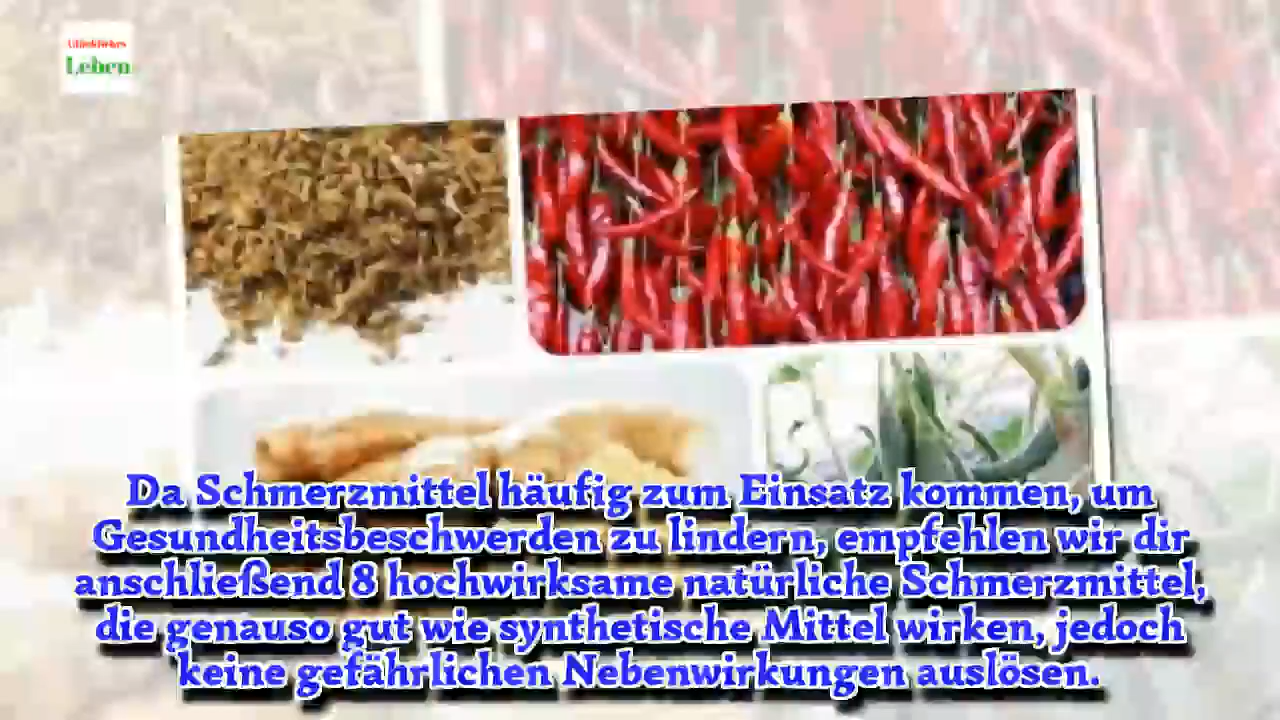 Glückliches
Leben
Da Schmerzmittel häufig zum Einsatz kommen, um
Gesundheitsbeschwerden zu lindern, empfehlen wir dir
anschließend 8 hochwirksame natürliche Schmerzmittel,
die genauso gut wie synthetische Mittel wirken, jedoch
keine gefährlichen Nebenwirkungen auslösen.